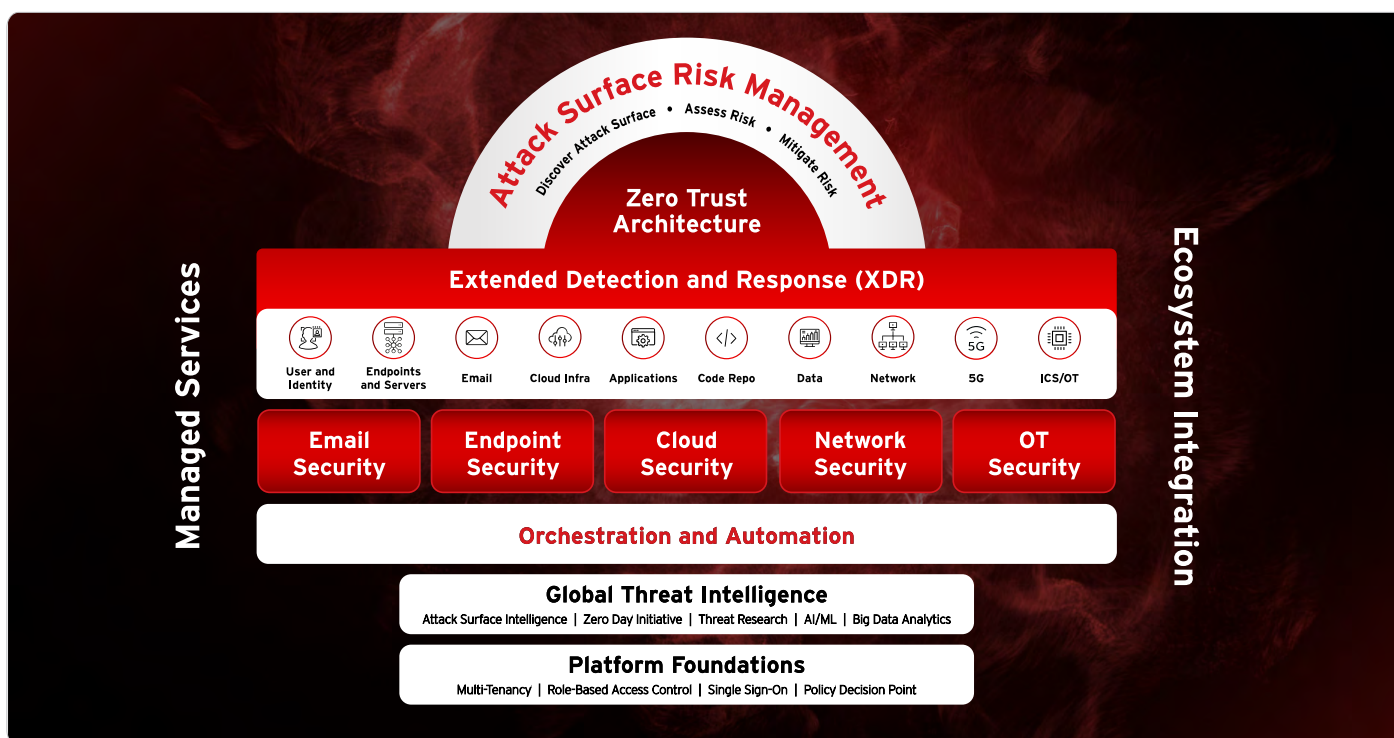 Attack Surface Risk Management
Discover Attack Surface • Assess Risk • Mitigate Risk
Zero Trust
Architecture
Managed Services
Ecosystem Integration
Extended Detection and Response (XDR)
User and
Identity
Endpoints
and Servers
Email
Cloud Infra
Applications
Code Repo
Data
Network
5G
5G
ICS/OT
Email
Security
Endpoint
Security
Cloud
Security
Network
Security
OT
Security
Orchestration and Automation
Global Threat Intelligence
Attack Surface Intelligence | Zero Day Initiative | Threat Research | AI/ML | Big Data Analytics
Platform Foundations
Multi-Tenancy | Role-Based Access Control | Single Sign-On | Policy Decision Point